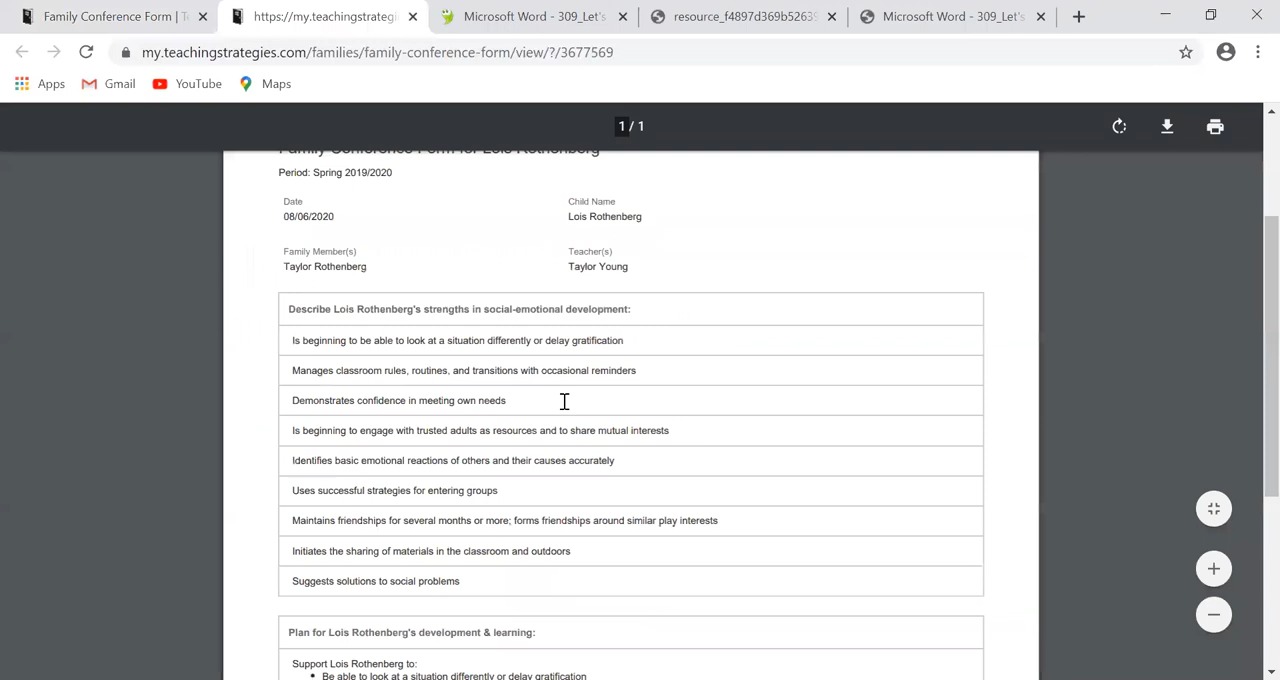 Family Conference Form | T
https://my.teachingstrategi
Microsoft Word - 309_Let's
resource_f4897d369b5263
Microsoft Word - 309_Let's
my.teachingstrategies.com/families/family-conference-form/view/?/3677569
Apps
Gmail
YouTube
Maps
1 / 1
Family Conference Form for Lois Rothenberg
Period: Spring 2019/2020
Date
Child Name
08/06/2020
Lois Rothenberg
Family Member(s)
Teacher(s)
Taylor Rothenberg
Taylor Young
Describe Lois Rothenberg's strengths in social-emotional development:
Is beginning to be able to look at a situation differently or delay gratification
Manages classroom rules, routines, and transitions with occasional reminders
Demonstrates confidence in meeting own needs
Is beginning to engage with trusted adults as resources and to share mutual interests
Identifies basic emotional reactions of others and their causes accurately
Uses successful strategies for entering groups
Maintains friendships for several months or more; forms friendships around similar play interests
Initiates the sharing of materials in the classroom and outdoors
Suggests solutions to social problems
Plan for Lois Rothenberg's development & learning:
Support Lois Rothenberg to:
• Be able to look at a situation differently or delay gratification